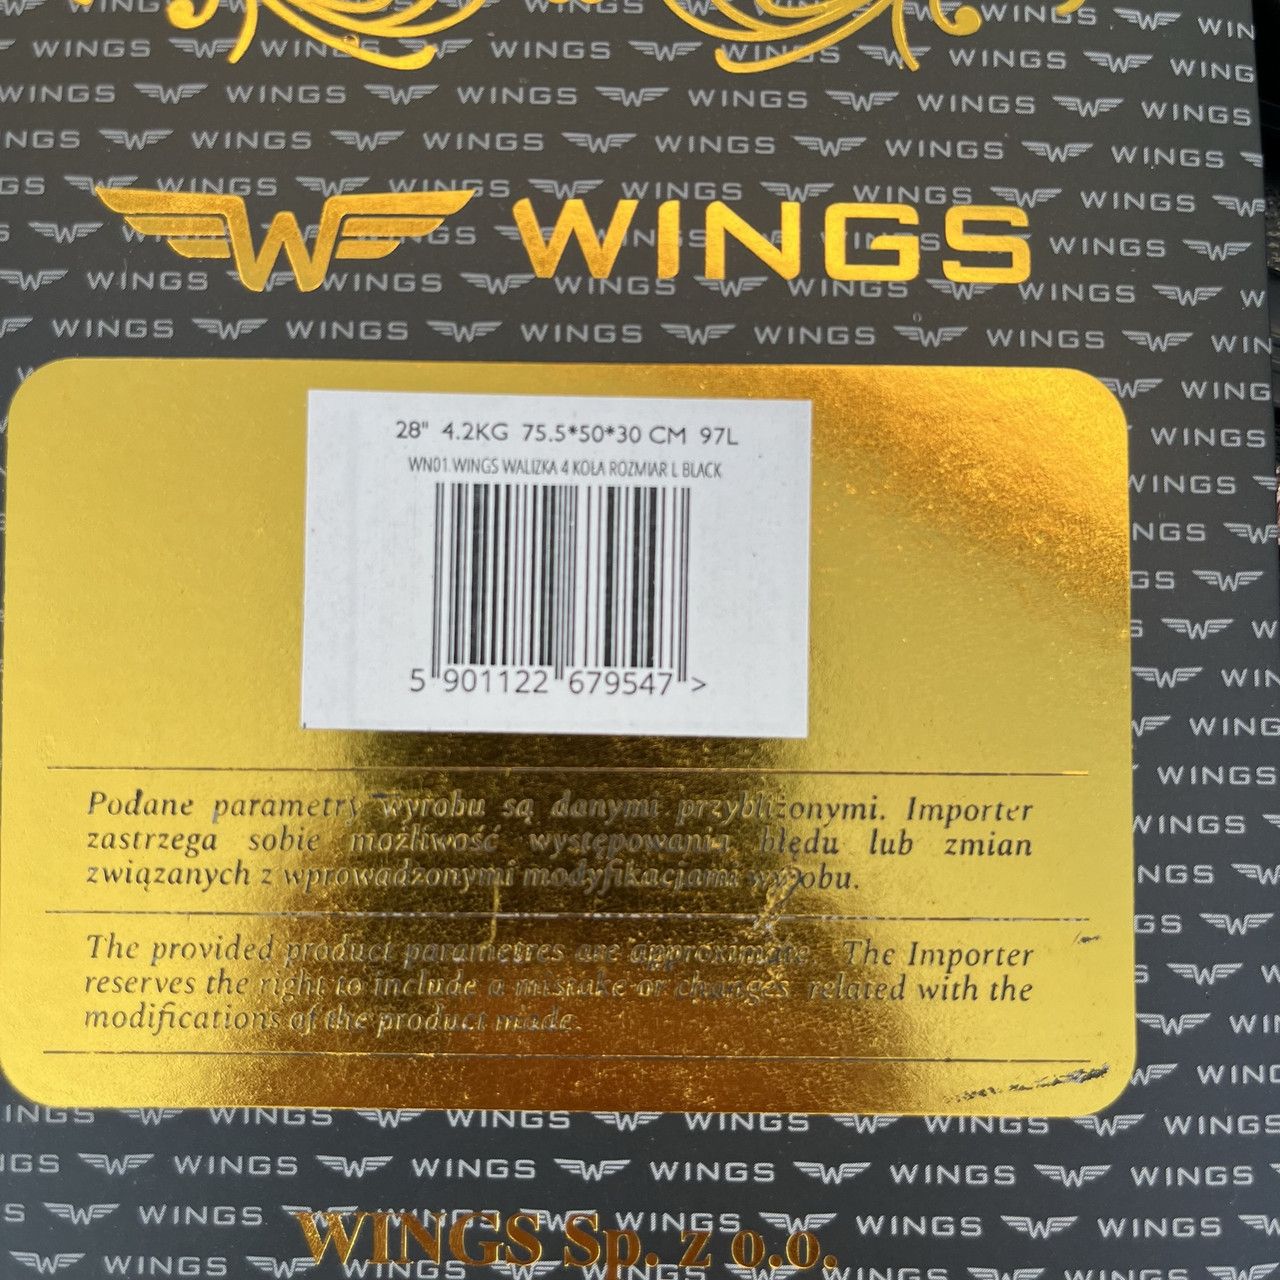 WINGS
28" 4.2KG 75.5*50*30 CM 97L
WN01 WINGS WALIZKA 4 KOŁA ROZMIAR L BLACK
5 901122 679547 >
Podane parametry wyrobu są danymi przybliżonymi. Importer
zastrzega sobie możliwość występowania błędu lub zmian
związanych z wprowadzonymi modyfikacjami wyrobu.
The provided product parametres are approximate. The Importer
reserves the right to include a mistake or changes related with the
modifications of the product made.
WINGS Sp. z o.o.